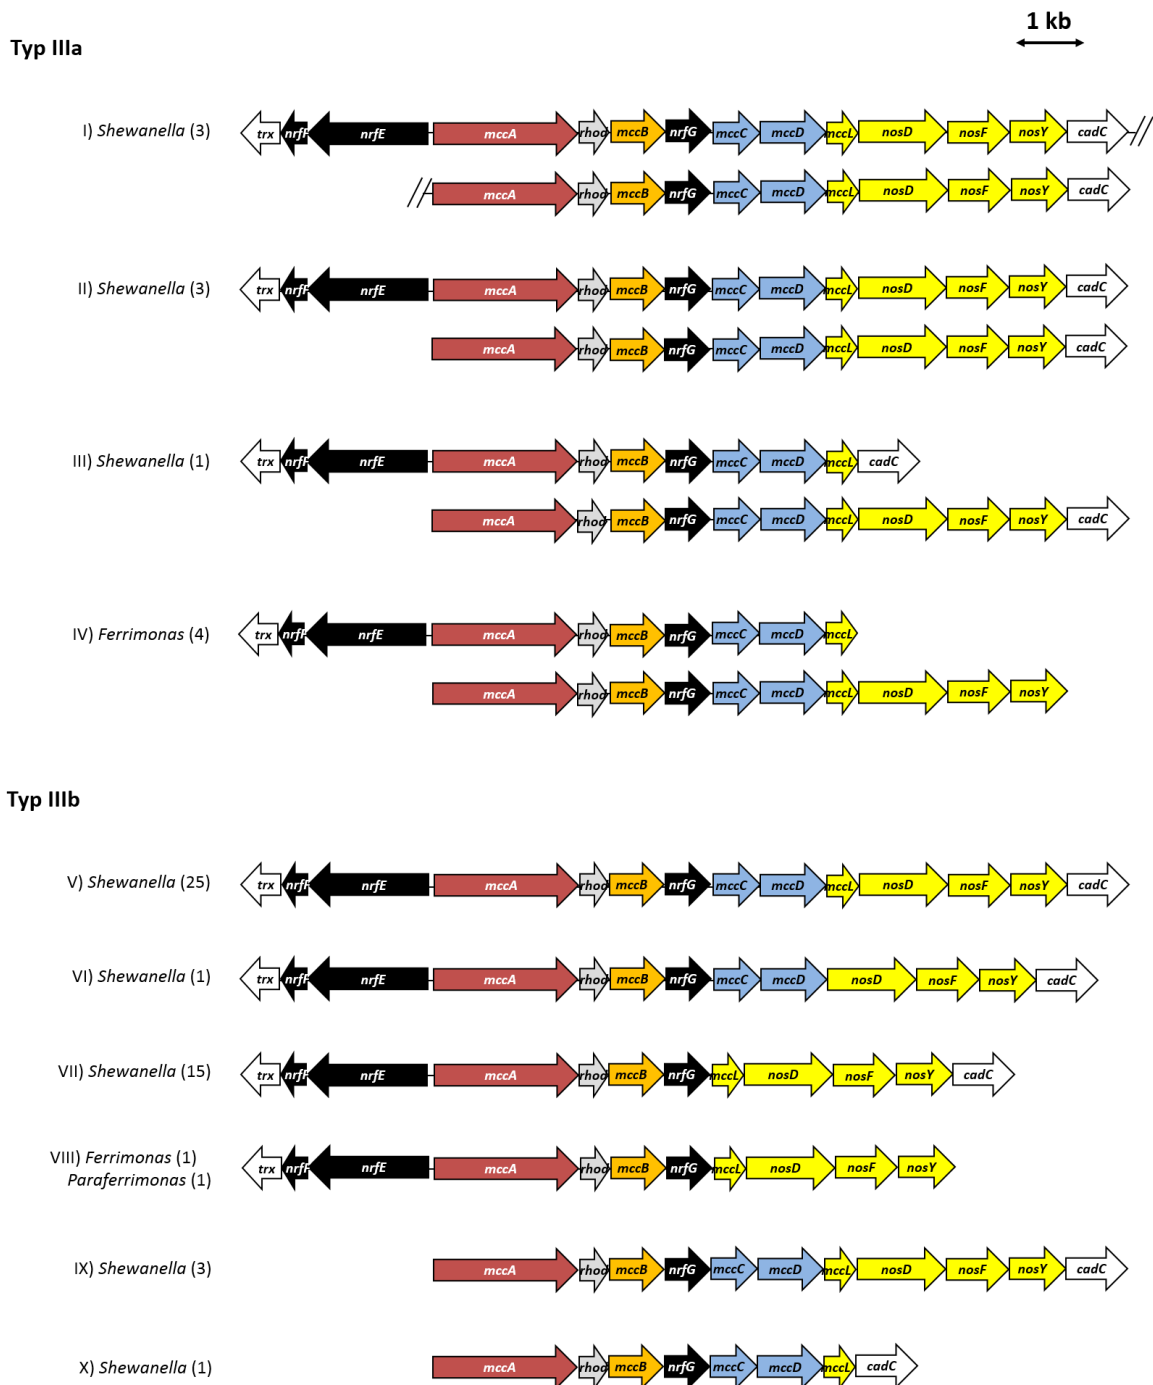 1 kb
Typ IIIa
I) Shewanella (3) trx nrfF nrfE mccA rhod mccB nrfG mccC mccD mccL nosD nosF nosY cadC
mccA rhod mccB nrfG mccC mccD mccL nosD nosF nosY cadC
II) Shewanella (3) trx nrfF nrfE mccA rhod mccB nrfG mccC mccD mccL nosD nosF nosY cadC
mccA rhod mccB nrfG mccC mccD mccL nosD nosF nosY cadC
III) Shewanella (1) trx nrfF nrfE mccA rhod mccB nrfG mccC mccD mccL cadC
mccA rhod mccB nrfG mccC mccD mccL nosD nosF nosY cadC
IV) Ferrimonas (4) trx nrfF nrfE mccA rhod mccB nrfG mccC mccD mccL
mccA rhod mccB nrfG mccC mccD mccL nosD nosF nosY
Typ IIIb
V) Shewanella (25) trx nrfF nrfE mccA rhod mccB nrfG mccC mccD mccL nosD nosF nosY cadC
VI) Shewanella (1) trx nrfF nrfE mccA rhod mccB nrfG mccC mccD nosD nosF nosY cadC
VII) Shewanella (15) trx nrfF nrfE mccA rhod mccB nrfG mccL nosD nosF nosY cadC
VIII) Ferrimonas (1)
Paraferrimonas (1) trx nrfF nrfE mccA rhod mccB nrfG mccL nosD nosF nosY
IX) Shewanella (3) mccA rhod mccB nrfG mccC mccD mccL nosD nosF nosY cadC
X) Shewanella (1) mccA rhod mccB nrfG mccC mccD mccL cadC